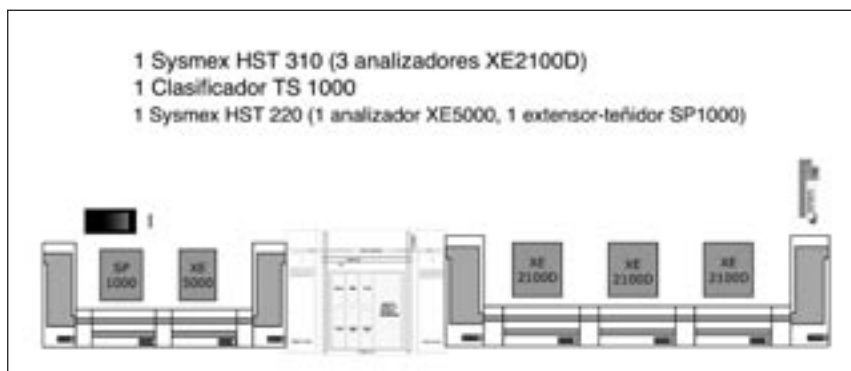 1 Sysmex HST 310 (3 analizadores XE2100D)
1 Clasificador TS 1000
1 Sysmex HST 220 (1 analizador XE5000, 1 extensor-teñidor SP1000)
SP
1000
XE
5000
XE
2100D
XE
2100D
XE
2100D